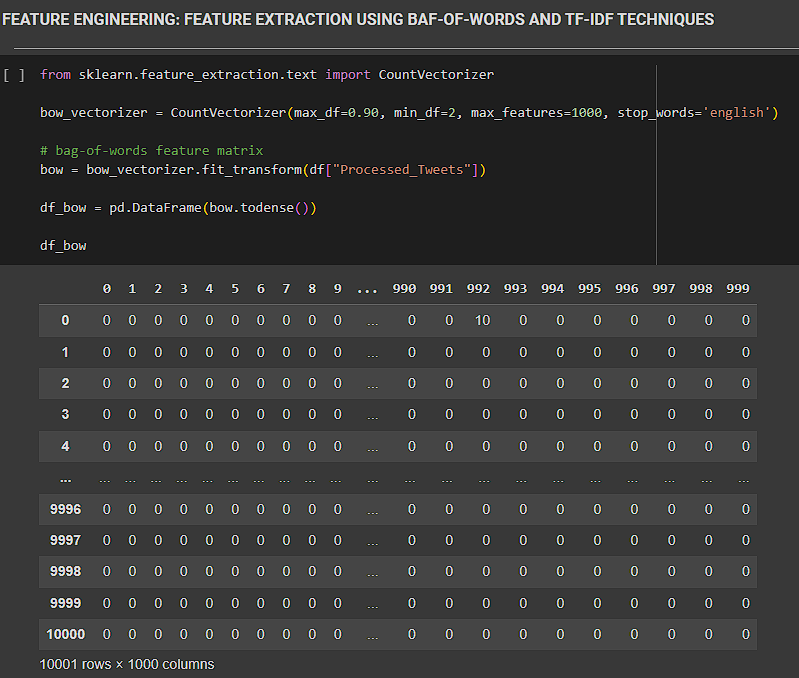 FEATURE ENGINEERING: FEATURE EXTRACTION USING BAF-OF-WORDS AND TF-IDF TECHNIQUES
[ ] from sklearn.feature_extraction.text import CountVectorizer
bow_vectorizer = CountVectorizer(max_df=0.90, min_df=2, max_features=1000, stop_words='english')
# bag-of-words feature matrix
bow = bow_vectorizer.fit_transform(df["Processed_Tweets"])
df_bow = pd.DataFrame(bow.todense())
df_bow
0 1 2 3 4 5 6 7 8 9 ... 990 991 992 993 994 995 996 997 998 999
0 0 0 0 0 0 0 0 0 0 0 ... 0 0 10 0 0 0 0 0 0 0
1 0 0 0 0 0 0 0 0 0 0 ... 0 0 0 0 0 0 0 0 0 0
2 0 0 0 0 0 0 0 0 0 0 ... 0 0 0 0 0 0 0 0 0 0
3 0 0 0 0 0 0 0 0 0 0 ... 0 0 0 0 0 0 0 0 0 0
4 0 0 0 0 0 0 0 0 0 0 ... 0 0 0 0 0 0 0 0 0 0
... ... ... ... ... ... ... ... ... ... ... ... ... ... ... ... ... ... ... ... ... ...
9996 0 0 0 0 0 0 0 0 0 0 ... 0 0 0 0 0 0 0 0 0 0
9997 0 0 0 0 0 0 0 0 0 0 ... 0 0 0 0 0 0 0 0 0 0
9998 0 0 0 0 0 0 0 0 0 0 ... 0 0 0 0 0 0 0 0 0 0
9999 0 0 0 0 0 0 0 0 0 0 ... 0 0 0 0 0 0 0 0 0 0
10000 0 0 0 0 0 0 0 0 0 0 ... 0 0 0 0 0 0 0 0 0 0
10001 rows × 1000 columns